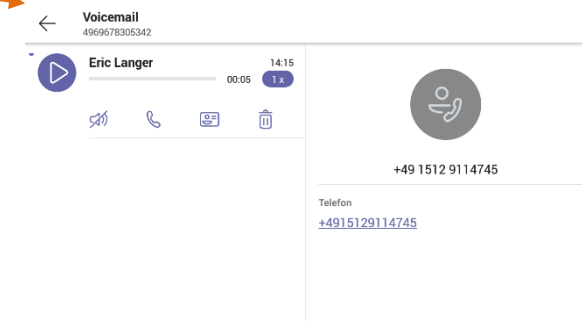 Voicemail
4969678305342
Eric Langer
14:15
00:05
1 x
+49 1512 9114745
Telefon
+4915129114745